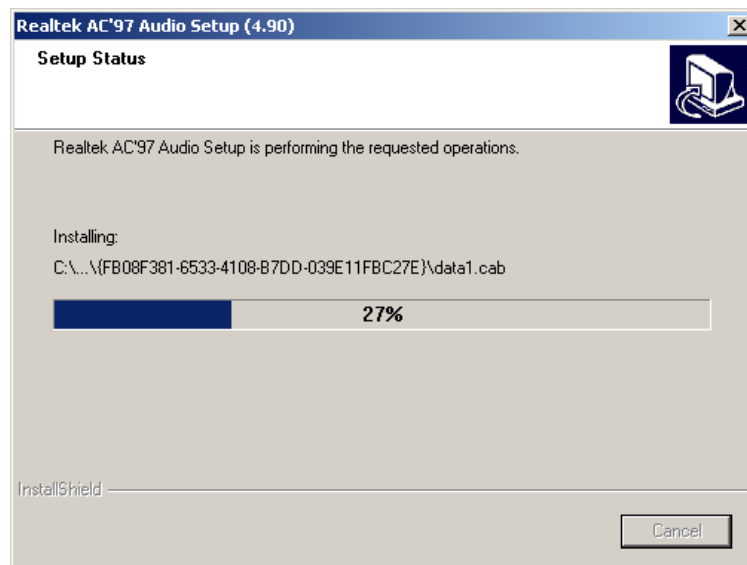 Realtek AC'97 Audio Setup (4.90)
Setup Status
Realtek AC'97 Audio Setup is performing the requested operations.
Installing:
C:\...\{FB08F381-6533-4108-B7DD-039E11FBC27E}\data1.cab
27%
InstallShield
Cancel